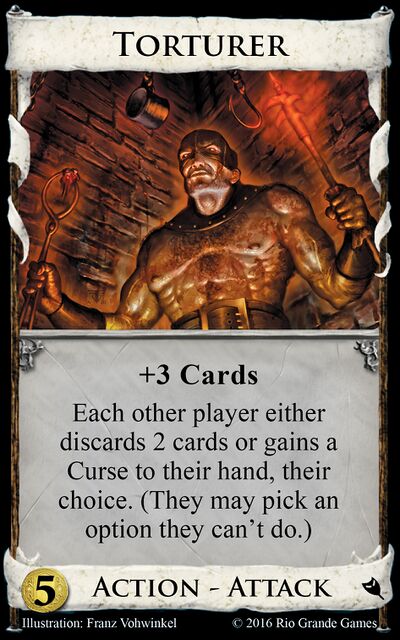 TORTURER
+3 Cards
Each other player either
discards 2 cards or gains a
Curse to their hand, their
choice. (They may pick an
option they can't do.)
5 ACTION - ATTACK
Illustration: Franz Vohwinkel © 2016 Rio Grande Games